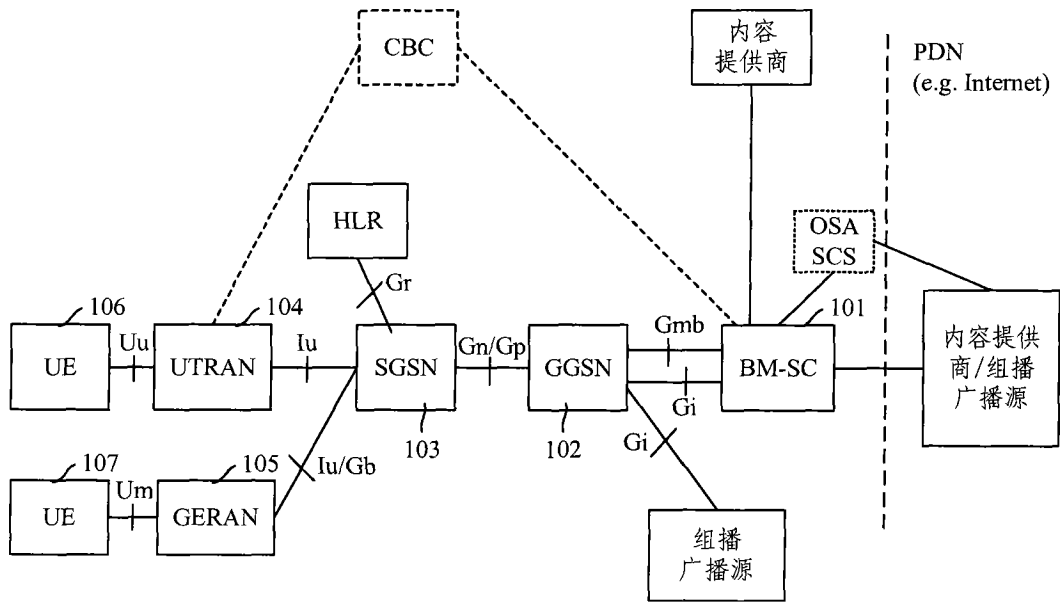 CBC
内容
提供商
PDN
(e.g. Internet)
HLR
OSA
SCS
Gr
106
104
101
Uu
Iu
Gn/Gp
Gmb
UE
UTRAN
SGSN
GGSN
BM-SC
内容提供
商/组播
广播源
Gi
103
102
Gi
107
105
Iu/Gb
Um
UE
GERAN
组播
广播源